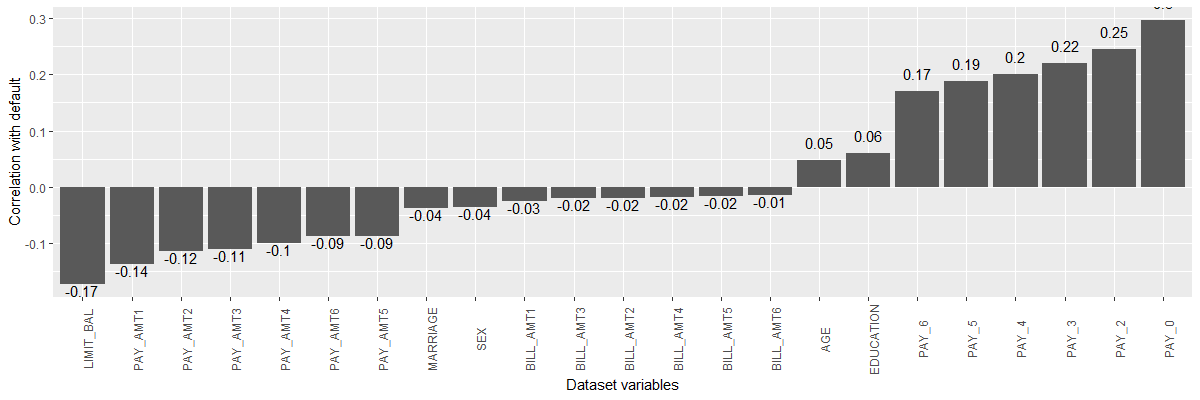 Correlation with default
0.3
0.2
0.1
0.0
-0.1
-0.17
-0.14
-0.12
-0.11
-0.1
-0.09
-0.09
-0.04
-0.04
-0.03
-0.02
-0.02
-0.02
-0.02
-0.01
0.05
0.06
0.17
0.19
0.2
0.22
0.25
LIMIT_BAL
PAY_AMT1
PAY_AMT2
PAY_AMT3
PAY_AMT4
PAY_AMT6
PAY_AMT5
MARRIAGE
SEX
BILL_AMT1
BILL_AMT3
BILL_AMT2
BILL_AMT4
BILL_AMT5
BILL_AMT6
AGE
EDUCATION
PAY_6
PAY_5
PAY_4
PAY_3
PAY_2
PAY_0
Dataset variables